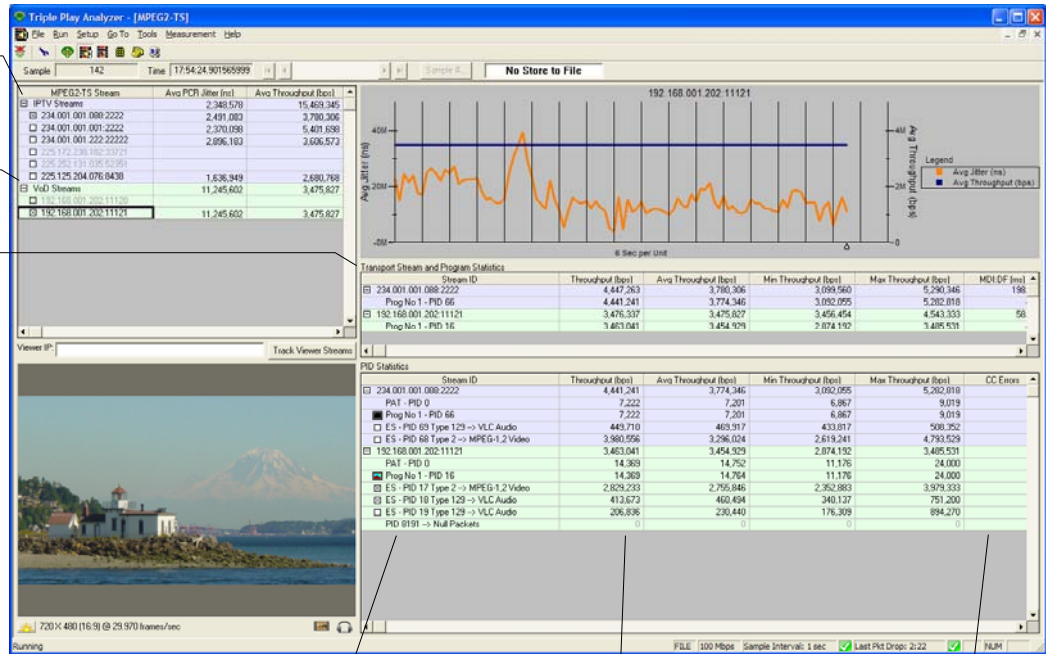 Triple Play Analyzer - [MPEG2-TS]
File Run Setup Go To Tools Measurement Help
Sample 142 Time 17:54:24.901565999 Sample #... No Store to File
MPEG2-TS Stream Avg PCR Jitter (ns) Avg Throughput (bps)
IPTV Streams 2,348,578 15,469,345
234.001.001.088:2222 2,491,083 3,780,306
234.001.001.001:2222 2,370,098 5,401,698
234.001.001.222:22222 2,896,183 3,606,573
225.172.238.182:33721
225.252.131.035:52351
225.125.204.076:8438 1,636,949 2,680,768
VoD Streams 11,245,602 3,475,827
192.168.001.202:11120
192.168.001.202:11121 11,245,602 3,475,827
Viewer IP: Track Viewer Streams
720 X 480 (16:9) @ 29.970 frames/sec
192.168.001.202:11121
Avg Jitter (ns)
40M
20M
0M
4M
2M
0
Avg Throughput (bps)
6 Sec per Unit
Legend
Avg Jitter (ns)
Avg Throughput (bps)
Transport Stream and Program Statistics
Stream ID Throughput (bps) Avg Throughput (bps) Min Throughput (bps) Max Throughput (bps) MDI:DF (ms)
234.001.001.088:2222 4,447,263 3,780,306 3,099,560 5,290,346 198
Prog No 1 - PID 66 4,441,241 3,774,346 3,092,055 5,282,818
192.168.001.202:11121 3,476,337 3,475,827 3,456,454 4,543,333 58
Prog No 1 - PID 16 3,463,041 3,454,929 2,874,192 3,485,531
PID Statistics
Stream ID Throughput (bps) Avg Throughput (bps) Min Throughput (bps) Max Throughput (bps) CC Errors
234.001.001.088:2222 4,441,241 3,774,346 3,092,055 5,282,818
PAT - PID 0 7,222 7,201 6,867 9,019
Prog No 1 - PID 66 7,222 7,201 6,867 9,019
ES - PID 69 Type 129 -> VLC Audio 449,710 469,917 433,817 508,352
ES - PID 68 Type 2 -> MPEG-1,2 Video 3,980,556 3,296,024 2,619,241 4,793,529
192.168.001.202:11121 3,463,041 3,454,929 2,874,192 3,485,531
PAT - PID 0 14,369 14,752 11,176 24,000
Prog No 1 - PID 16 14,369 14,764 11,176 24,000
ES - PID 17 Type 2 -> MPEG-1,2 Video 2,829,233 2,755,846 2,352,883 3,979,333
ES - PID 18 Type 129 -> VLC Audio 413,673 460,494 340,137 751,200
ES - PID 19 Type 129 -> VLC Audio 206,836 230,440 176,309 894,270
PID 8191 -> Null Packets 0 0 0 0
Running FILE 100 Mbps Sample Interval: 1 sec Last Pkt Drop: 2:22 NUM